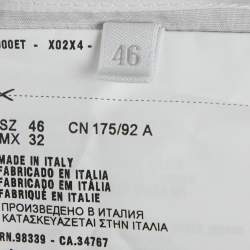 600ET - X02X4 -
46
SZ 46 CN 175/92 A
MX 32
MADE IN ITALY
FABRICADO EN ITALIA
FABRICADO EM ITÁLIA
FABRIQUÉ EN ITALIE
ПРОИЗВЕДЕНО В ИТАЛИЯ
ΚΑΤΑΣΚΕΥΑΖΕΤΑΙ ΣΤΗΝ ΙΤΑΛΙΑ
RN.98339 - CA.34767